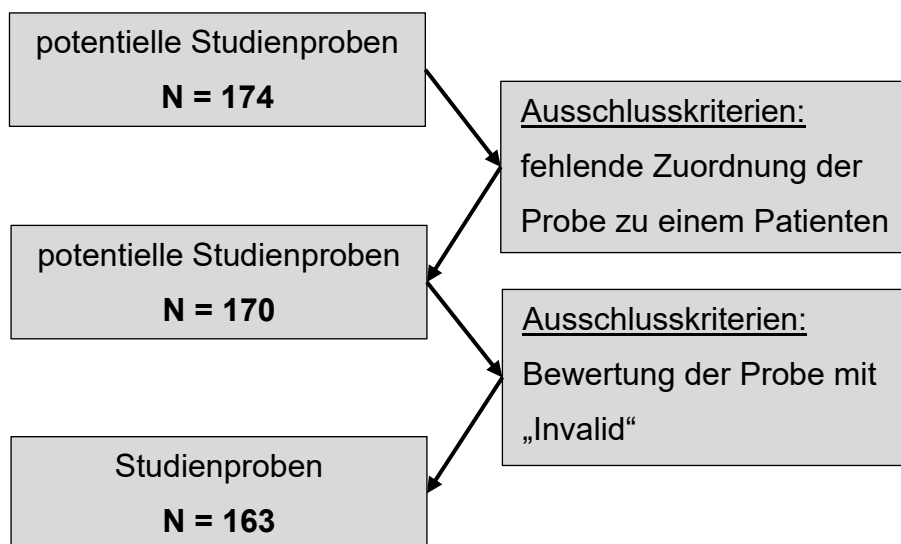 potentielle Studienproben
N = 174
Ausschlusskriterien:
fehlende Zuordnung der
Probe zu einem Patienten
potentielle Studienproben
N = 170
Ausschlusskriterien:
Bewertung der Probe mit
„Invalid“
Studienproben
N = 163